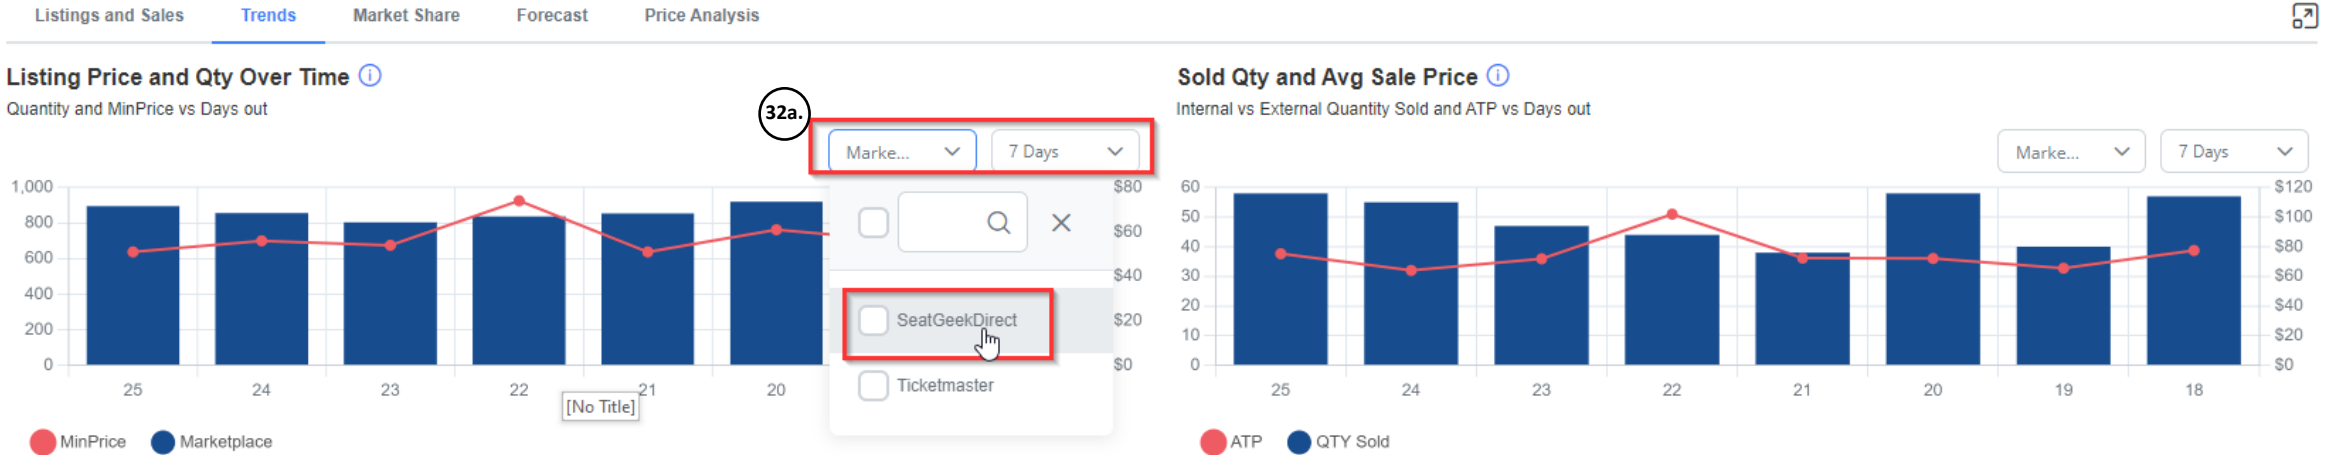 Listings and Sales Trends Market Share Forecast Price Analysis
Listing Price and Qty Over Time
Quantity and MinPrice vs Days out
32a.
Marke... 7 Days
1,000
800
600
400
200
0
$80
$60
$40
$20
$0
SeatGeekDirect
Ticketmaster
25 24 23 22 21 20
[No Title]
MinPrice Marketplace
Sold Qty and Avg Sale Price
Internal vs External Quantity Sold and ATP vs Days out
Marke... 7 Days
60
50
40
30
20
10
0
$120
$100
$80
$60
$40
$20
$0
25 24 23 22 21 20 19 18
ATP QTY Sold